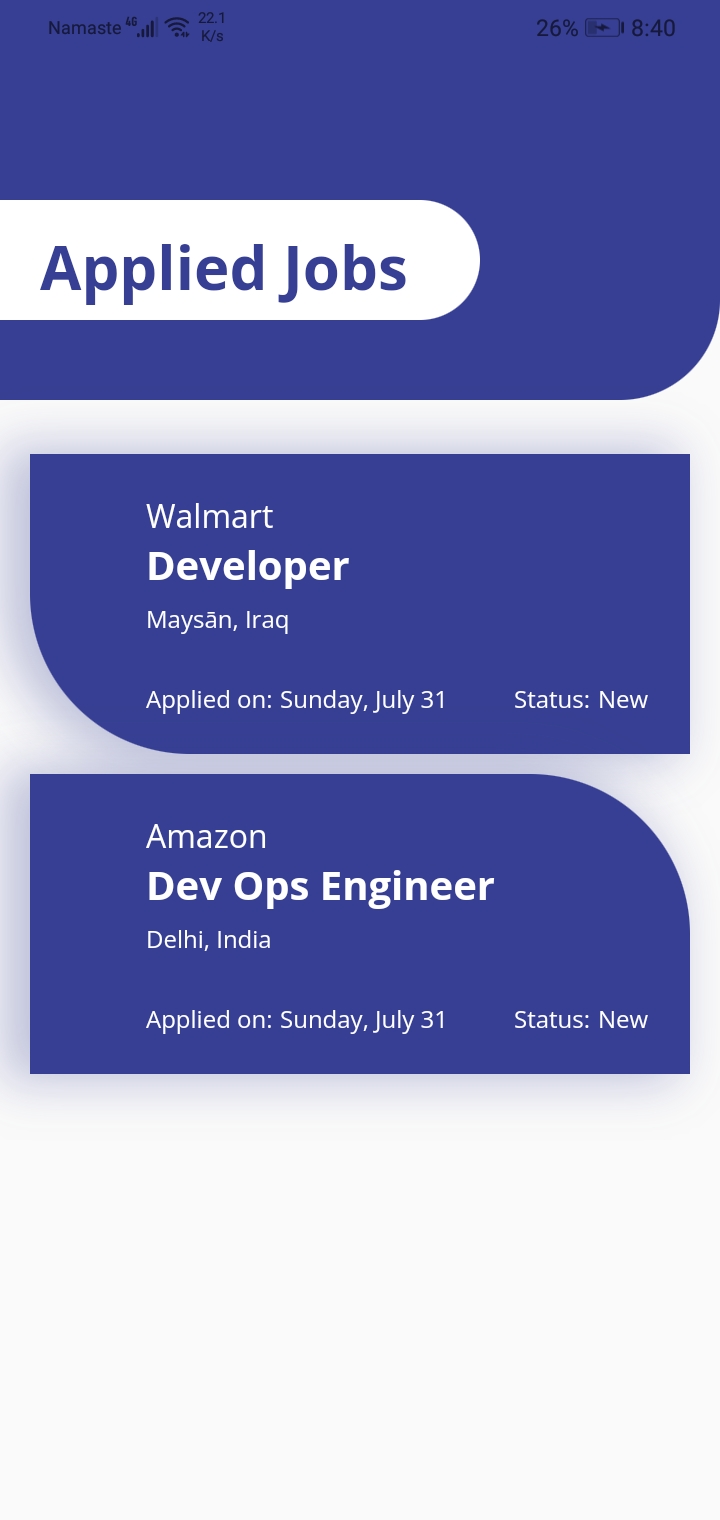 Namaste 4G 22.1 K/s 26% 8:40
Applied Jobs
Walmart
Developer
Maysān, Iraq
Applied on: Sunday, July 31 Status: New
Amazon
Dev Ops Engineer
Delhi, India
Applied on: Sunday, July 31 Status: New